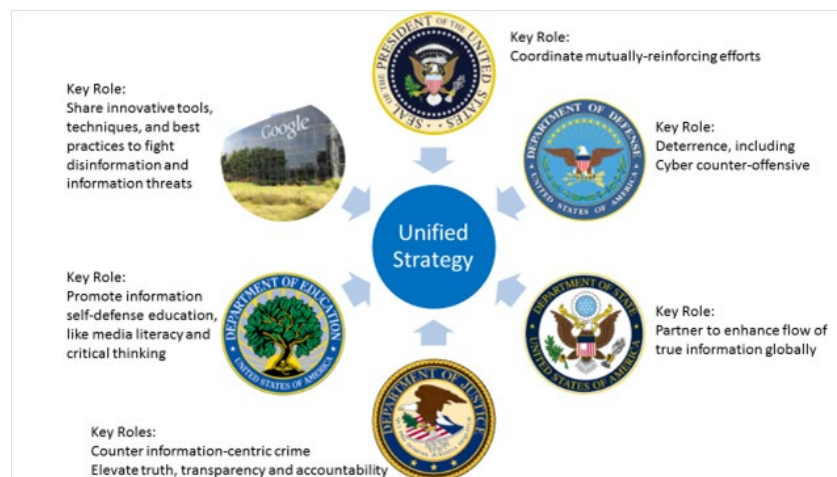 Key Role:
Coordinate mutually-reinforcing efforts
SEAL OF THE PRESIDENT OF THE UNITED STATES
Key Role:
Share innovative tools,
techniques, and best
practices to fight
disinformation and
information threats
Google
DEPARTMENT OF DEFENSE
UNITED STATES OF AMERICA
Key Role:
Deterrence, including
Cyber counter-offensive
Unified
Strategy
Key Role:
Promote information
self-defense education,
like media literacy and
critical thinking
DEPARTMENT OF EDUCATION
UNITED STATES OF AMERICA
DEPARTMENT OF STATE
UNITED STATES OF AMERICA
Key Role:
Partner to enhance flow of
true information globally
DEPARTMENT OF JUSTICE
Key Roles:
Counter information-centric crime
Elevate truth, transparency and accountability